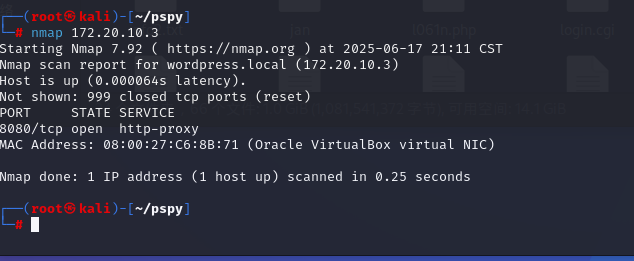 ┌──(root㉿kali)-[~/pspy]
└─# nmap 172.20.10.3
Starting Nmap 7.92 ( https://nmap.org ) at 2025-06-17 21:11 CST
Nmap scan report for wordpress.local (172.20.10.3)
Host is up (0.000064s latency).
Not shown: 999 closed tcp ports (reset)
PORT     STATE SERVICE
8080/tcp open  http-proxy
MAC Address: 08:00:27:C6:8B:71 (Oracle VirtualBox virtual NIC)
Nmap done: 1 IP address (1 host up) scanned in 0.25 seconds
┌──(root㉿kali)-[~/pspy]
└─#